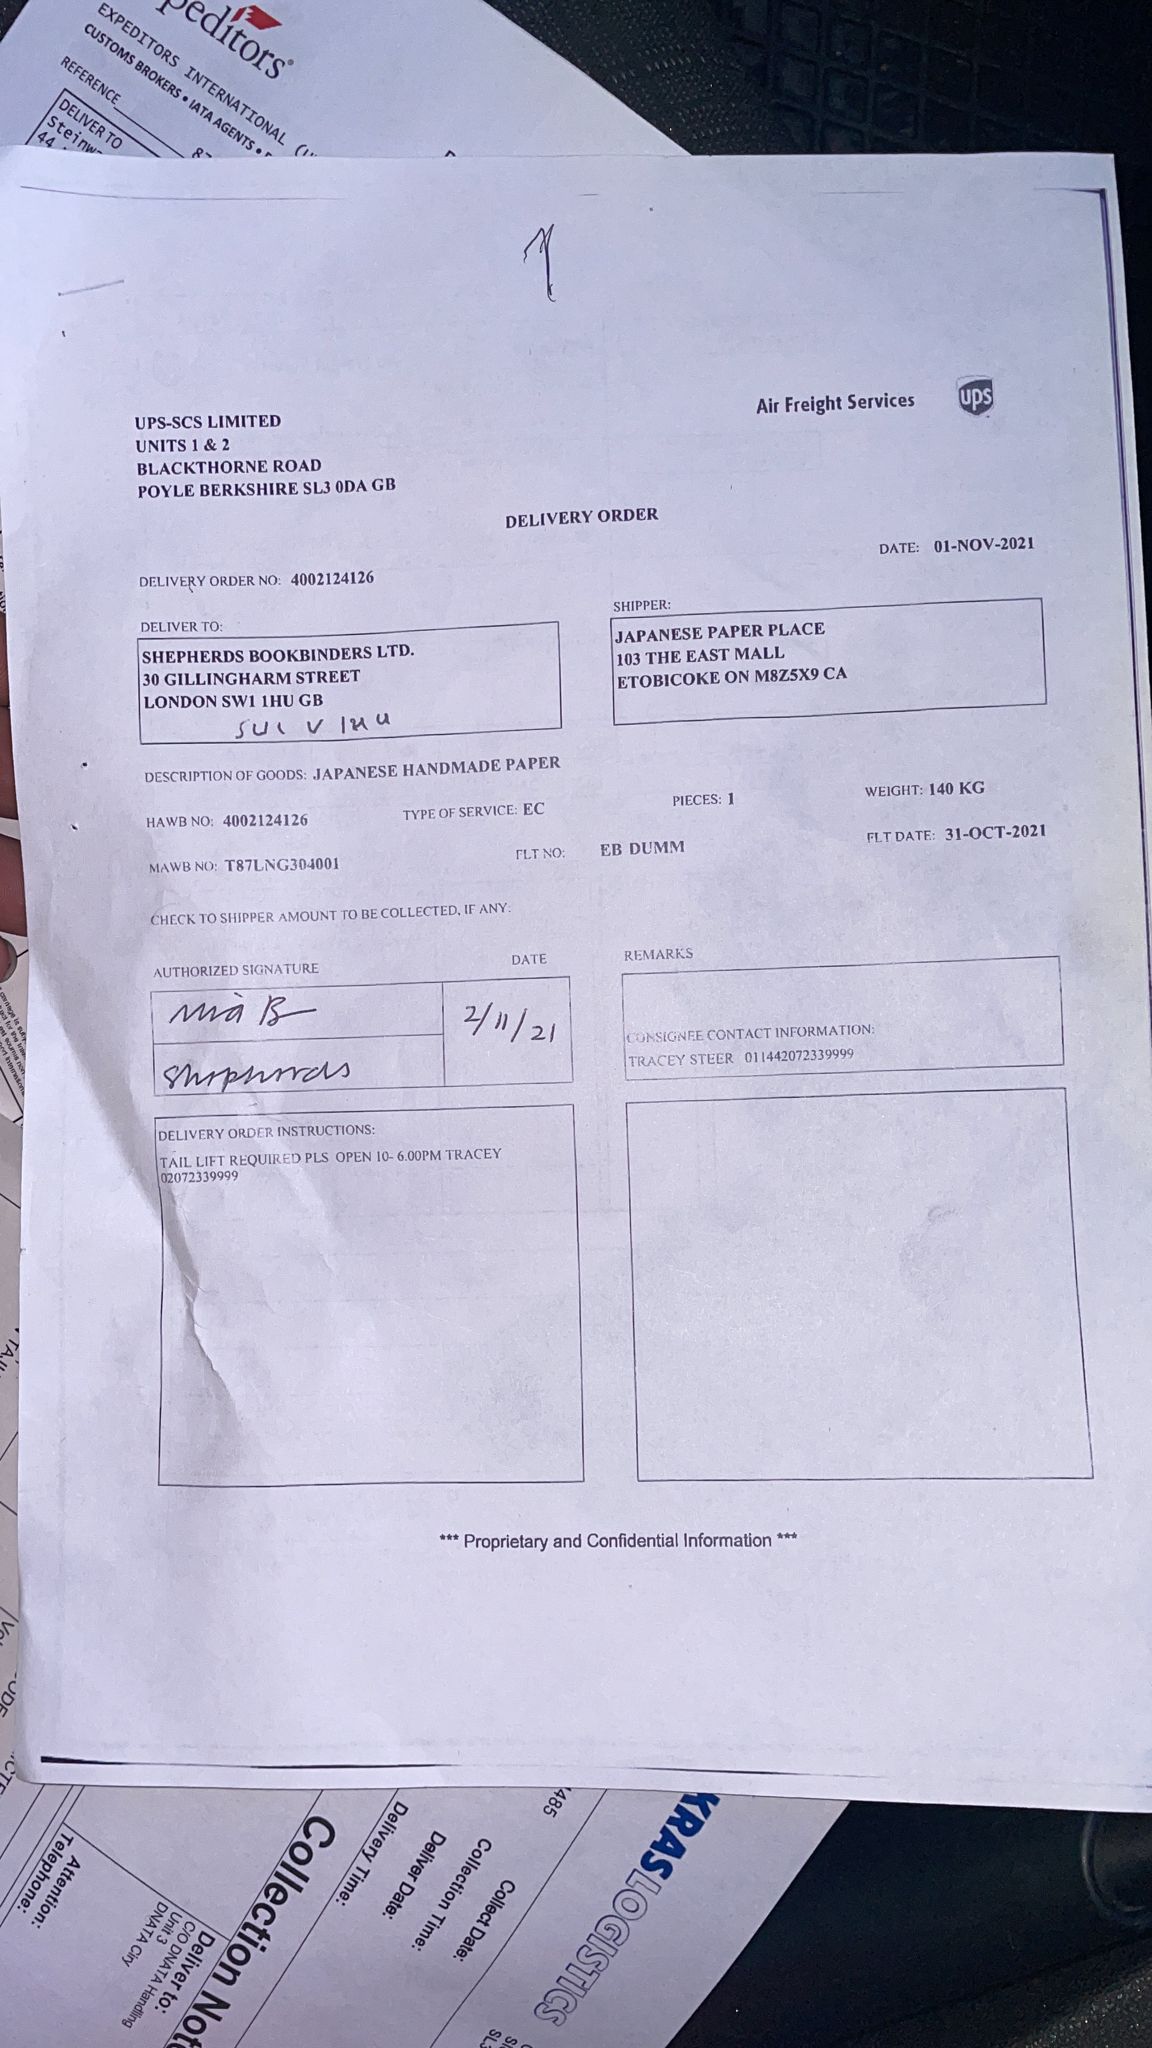 peditors
EXPEDITORS INTERNATIONAL
CUSTOMS BROKERS • IATA AGENTS •
REFERENCE
DELIVER TO
44
UPS-SCS LIMITED
UNITS 1 & 2
BLACKTHORNE ROAD
POYLE BERKSHIRE SL3 0DA GB
Air Freight Services
ups
DELIVERY ORDER
DATE: 01-NOV-2021
DELIVERY ORDER NO: 4002124126
DELIVER TO:
SHEPHERDS BOOKBINDERS LTD.
30 GILLINGHARM STREET
LONDON SW1 1HU GB
V 1HU
SHIPPER:
JAPANESE PAPER PLACE
103 THE EAST MALL
ETOBICOKE ON M8Z5X9 CA
DESCRIPTION OF GOODS: JAPANESE HANDMADE PAPER
HAWB NO: 4002124126 TYPE OF SERVICE: EC PIECES: 1 WEIGHT: 140 KG
MAWB NO: T87LNG304001 FLT NO: EB DUMM FLT DATE: 31-OCT-2021
CHECK TO SHIPPER AMOUNT TO BE COLLECTED, IF ANY:
AUTHORIZED SIGNATURE DATE
Mia B
2/11/21
Shepherds
REMARKS
CONSIGNEE CONTACT INFORMATION:
TRACEY STEER 011442072339999
DELIVERY ORDER INSTRUCTIONS:
TAIL LIFT REQUIRED PLS OPEN 10- 6.00PM TRACEY
02072339999
*** Proprietary and Confidential Information ***
KRAS LOGISTICS
Collection
Collect Date:
Collection Time:
Deliver Date:
Delivery Time:
Deliver to:
C/O DNATA Handling
Unit 3
DNATA City
Attention:
Telephone: